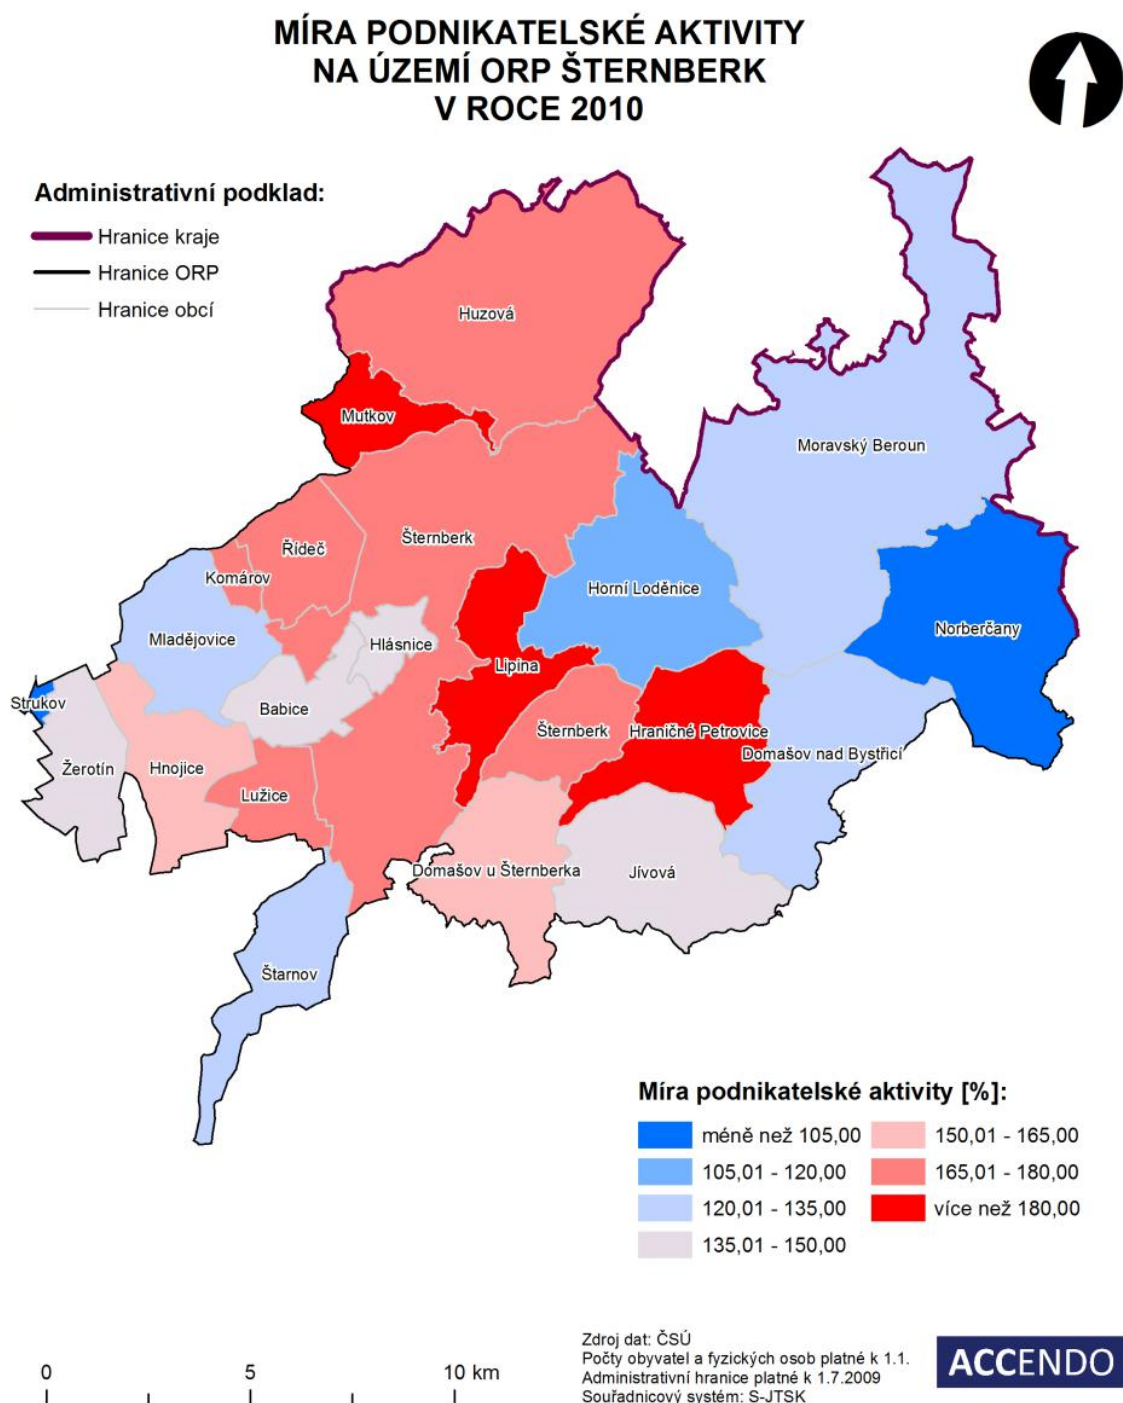 MÍRA PODNIKATELSKÉ AKTIVITY
NA ÚZEMÍ ORP ŠTERNBERK
V ROCE 2010
Administrativní podklad:
Hranice kraje
Hranice ORP
Hranice obcí
Huzová
Mutkov
Moravský Beroun
Šternberk
Řídeč
Komárov
Horní Loděnice
Norberčany
Mladějovice
Hlásnice
Lipina
Strukov
Babice
Šternberk
Hraničné Petrovice
Domašov nad Bystřicí
Žerotín
Hnojice
Lužice
Domašov u Šternberka
Jívová
Štarnov
Míra podnikatelské aktivity [%]:
méně než 105,00
105,01 - 120,00
120,01 - 135,00
135,01 - 150,00
150,01 - 165,00
165,01 - 180,00
více než 180,00
0 5 10 km
Zdroj dat: ČSÚ
Počty obyvatel a fyzických osob platné k 1.1.
Administrativní hranice platné k 1.7.2009
Souřadnicový systém: S-JTSK
ACCENDO